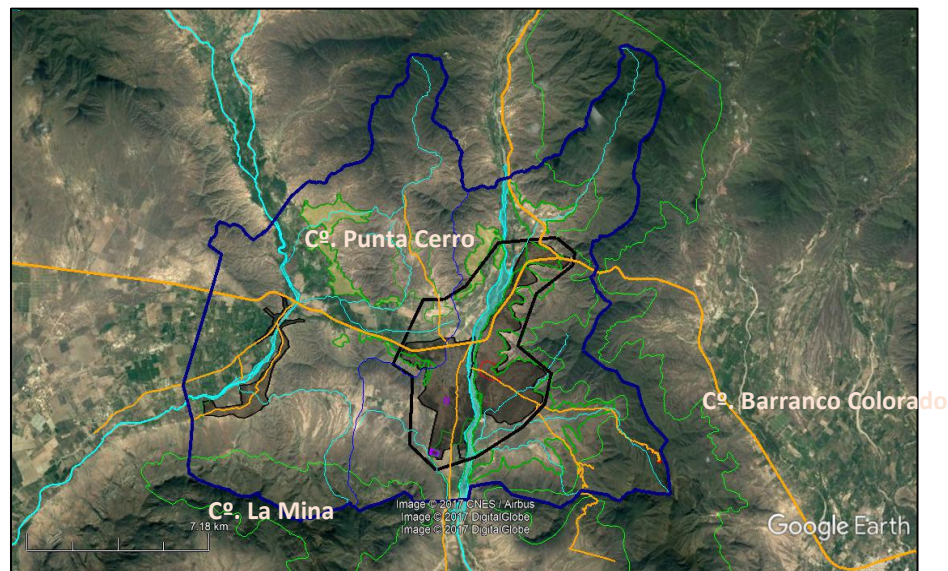 Cº. Punta Cerro
Cº. Barranco Colorado
Cº. La Mina
Image © 2017 CNES / Airbus
Image © 2017 DigitalGlobe
Image © 2017 DigitalGlobe
7.18 km
Google Earth